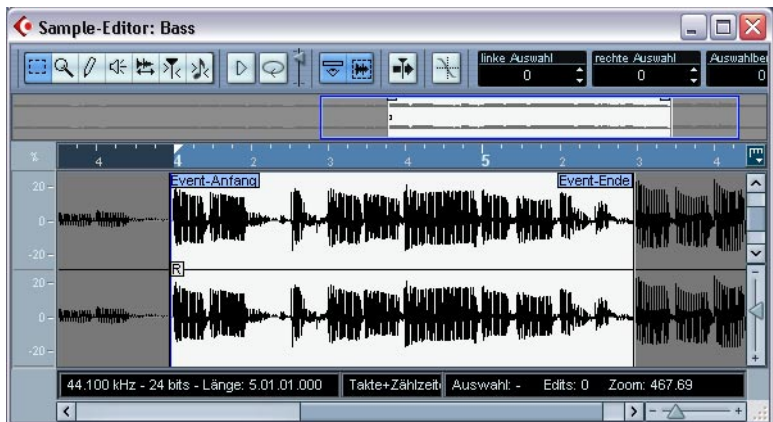 Sample-Editor: Bass
linke Auswahl rechte Auswahl Auswahlber
0 0 0
% 4 4 2 3 4 5 2 3 4
Event-Anfang Event-Ende
20
0
-20
R
20
0
-20
44.100 kHz - 24 bits - Länge: 5.01.01.000 Takte+Zählzeit Auswahl: - Edits: 0 Zoom: 467.69